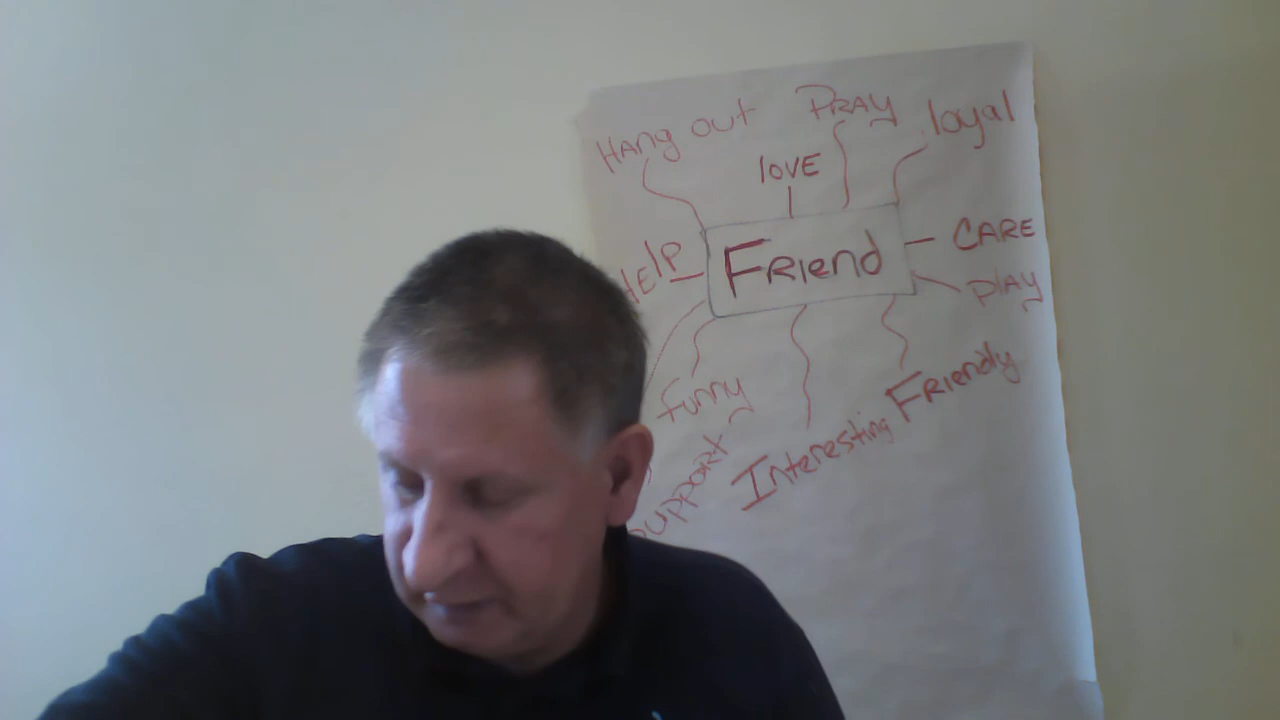 Hang out
Pray
loyal
love
Care
Help
Friend
Play
Funny
Friendly
Support
Interesting